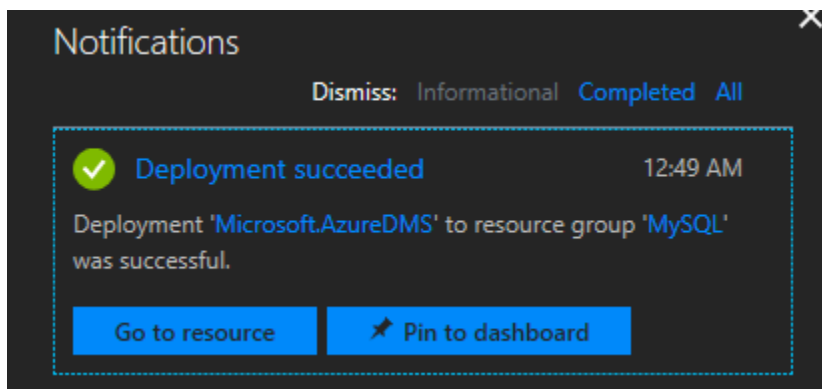 Notifications
Dismiss: Informational Completed All
Deployment succeeded 12:49 AM
Deployment 'Microsoft.AzureDMS' to resource group 'MySQL'
was successful.
Go to resource Pin to dashboard